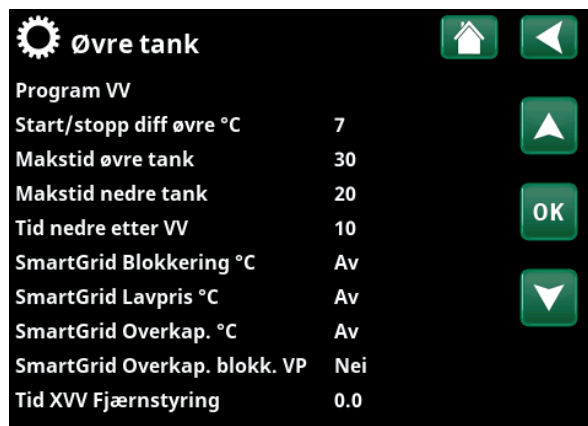 Øvre tank
Program VV
Start/stopp diff øvre °C 7
Makstid øvre tank 30
Makstid nedre tank 20
Tid nedre etter VV 10
SmartGrid Blokkering °C Av
SmartGrid Lavpris °C Av
SmartGrid Overkap. °C Av
SmartGrid Overkap. blokk. VP Nei
Tid XVV Fjærnstyring 0.0
OK